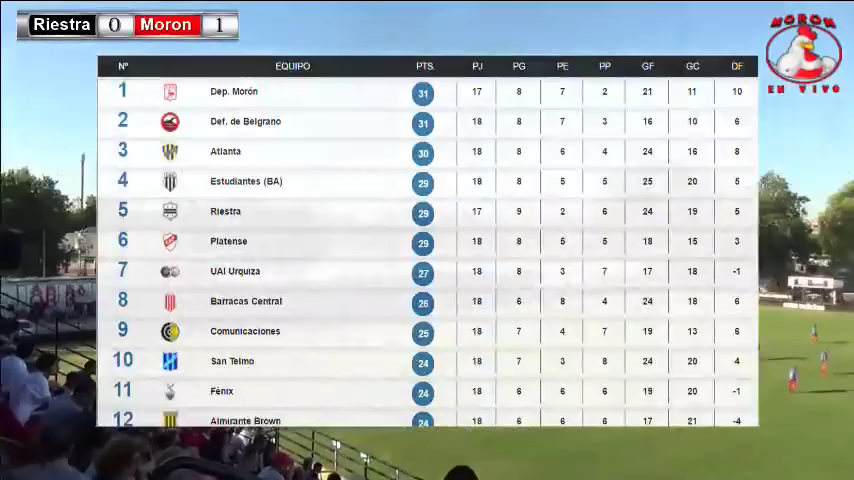 Riestra 0 Moron 1
MORON
EN VIVO
Nº EQUIPO PTS. PJ PG PE PP GF GC DF
1 Dep. Morón 31 17 8 7 2 21 11 10
2 Def. de Belgrano 31 18 8 7 3 16 10 6
3 Atlanta 30 18 8 6 4 24 16 8
4 Estudiantes (BA) 29 18 8 5 5 25 20 5
5 Riestra 29 17 9 2 6 24 19 5
6 Platense 29 18 8 5 5 18 15 3
7 UAI Urquiza 27 18 8 3 7 17 18 -1
8 Barracas Central 26 18 6 8 4 24 18 6
9 Comunicaciones 25 18 7 4 7 19 13 6
10 San Telmo 24 18 7 3 8 24 20 4
11 Fénix 24 18 6 6 6 19 20 -1
12 Almirante Brown 24 18 6 6 6 17 21 -4